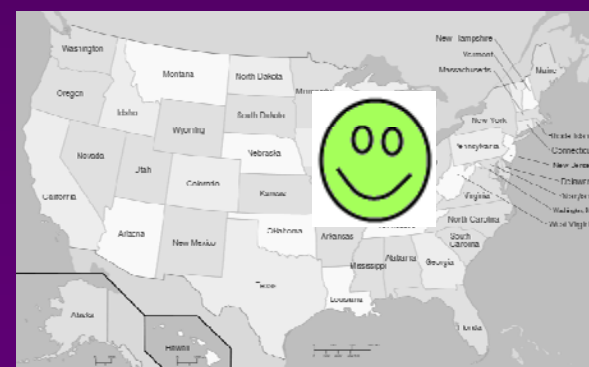 New Hampshire
Vermont
Massachusetts
Washington
Montana
North Dakota
Maine
Oregon
Idaho
South Dakota
Wyoming
New York
Nebraska
Pennsylvania
Connecticut
New Jersey
Nevada
Utah
Colorado
Kansas
California
Virginia
North Carolina
Oklahoma
Arizona
New Mexico
Arkansas
South Carolina
Mississippi
Alabama
Georgia
Texas
Louisiana
Alaska
Florida
Hawaii